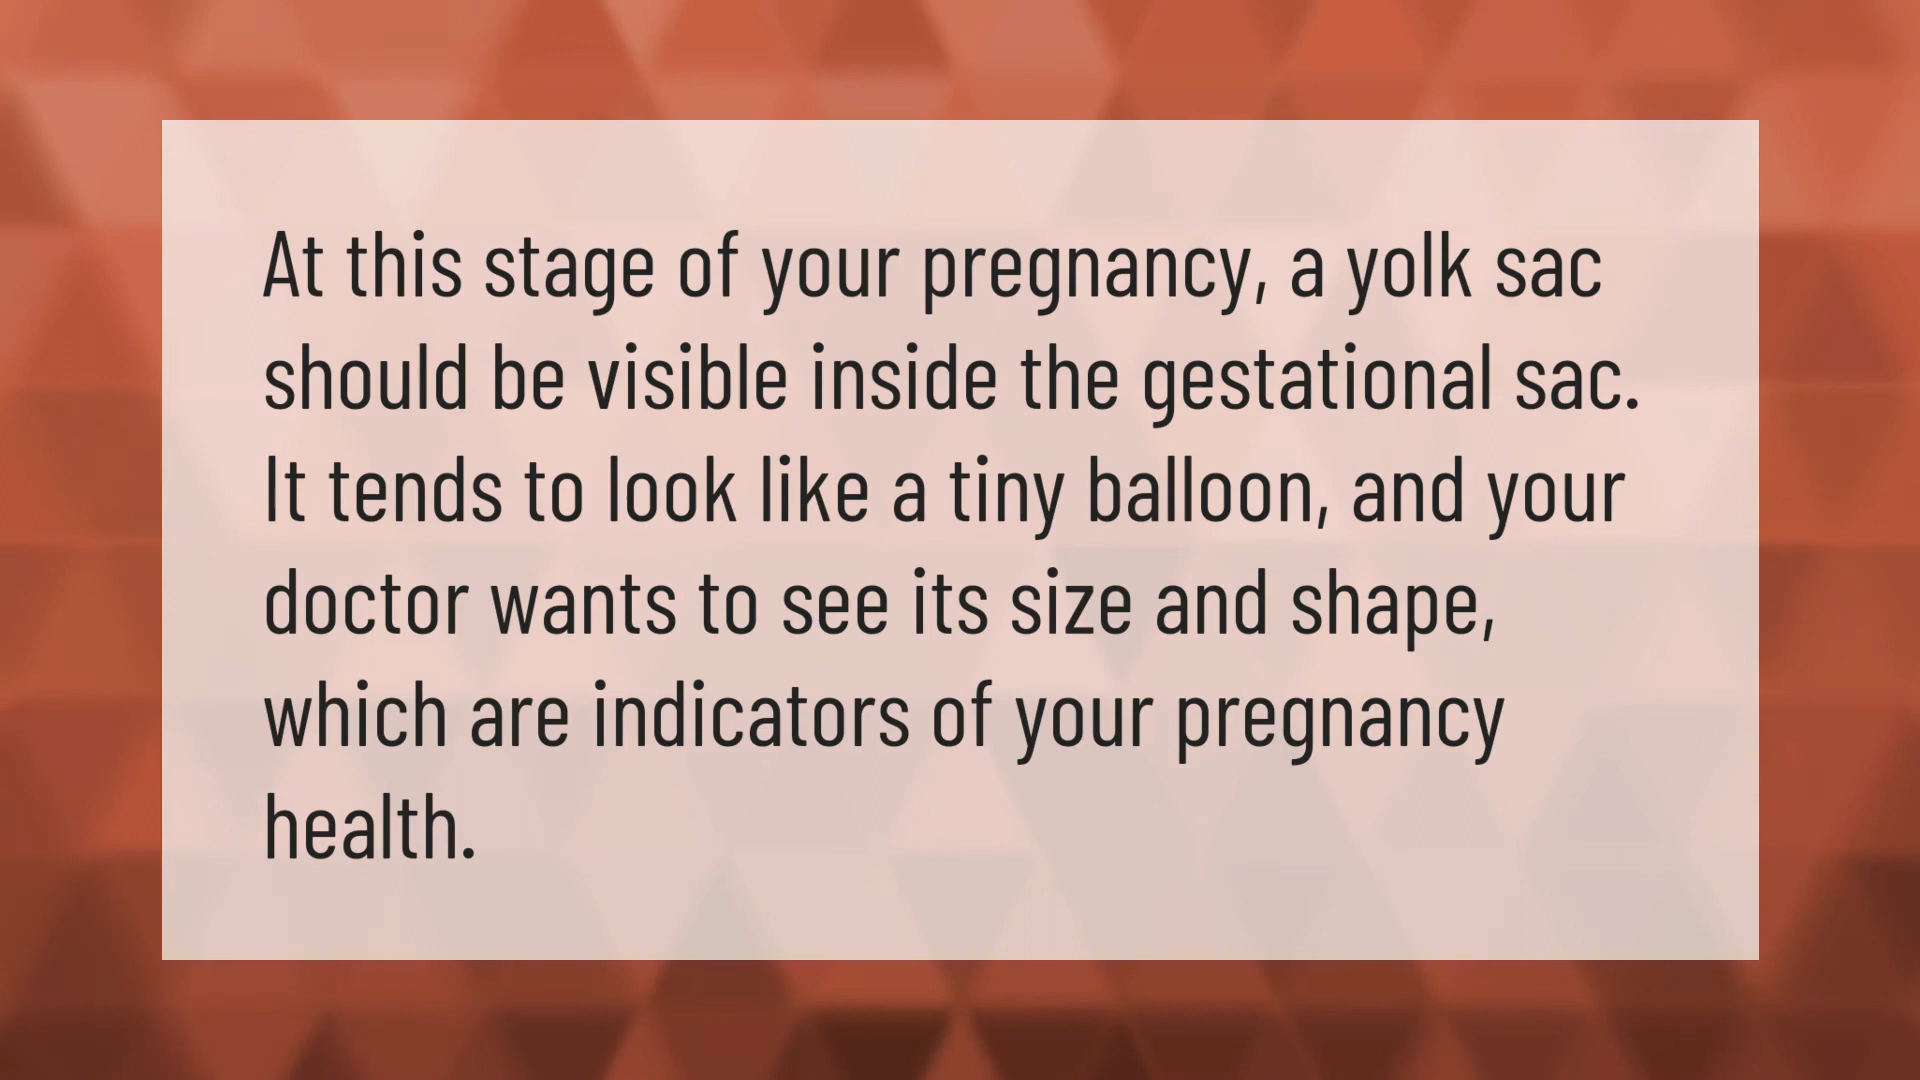 At this stage of your pregnancy, a yolk sac
should be visible inside the gestational sac.
It tends to look like a tiny balloon, and your
doctor wants to see its size and shape,
which are indicators of your pregnancy
health.